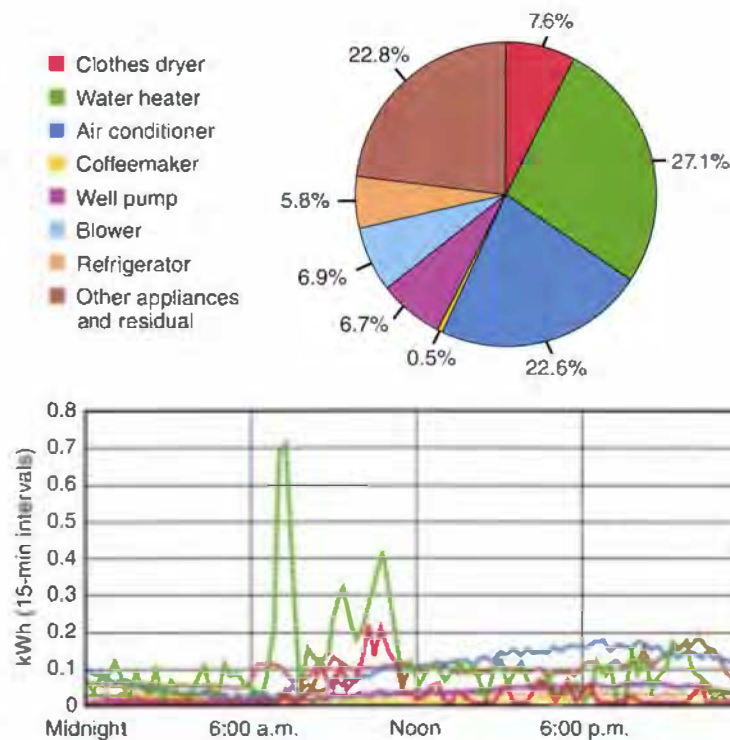 Clothes dryer
Water heater
Air conditioner
Coffeemaker
Well pump
Blower
Refrigerator
Other appliances
and residual
7.6%
27.1%
22.6%
0.5%
6.7%
6.9%
5.8%
22.8%
kWh (15-min intervals)
0.8
0.7
0.6
0.5
0.4
0.3
0.2
0.1
0
Midnight 6:00 a.m. Noon 6:00 p.m.